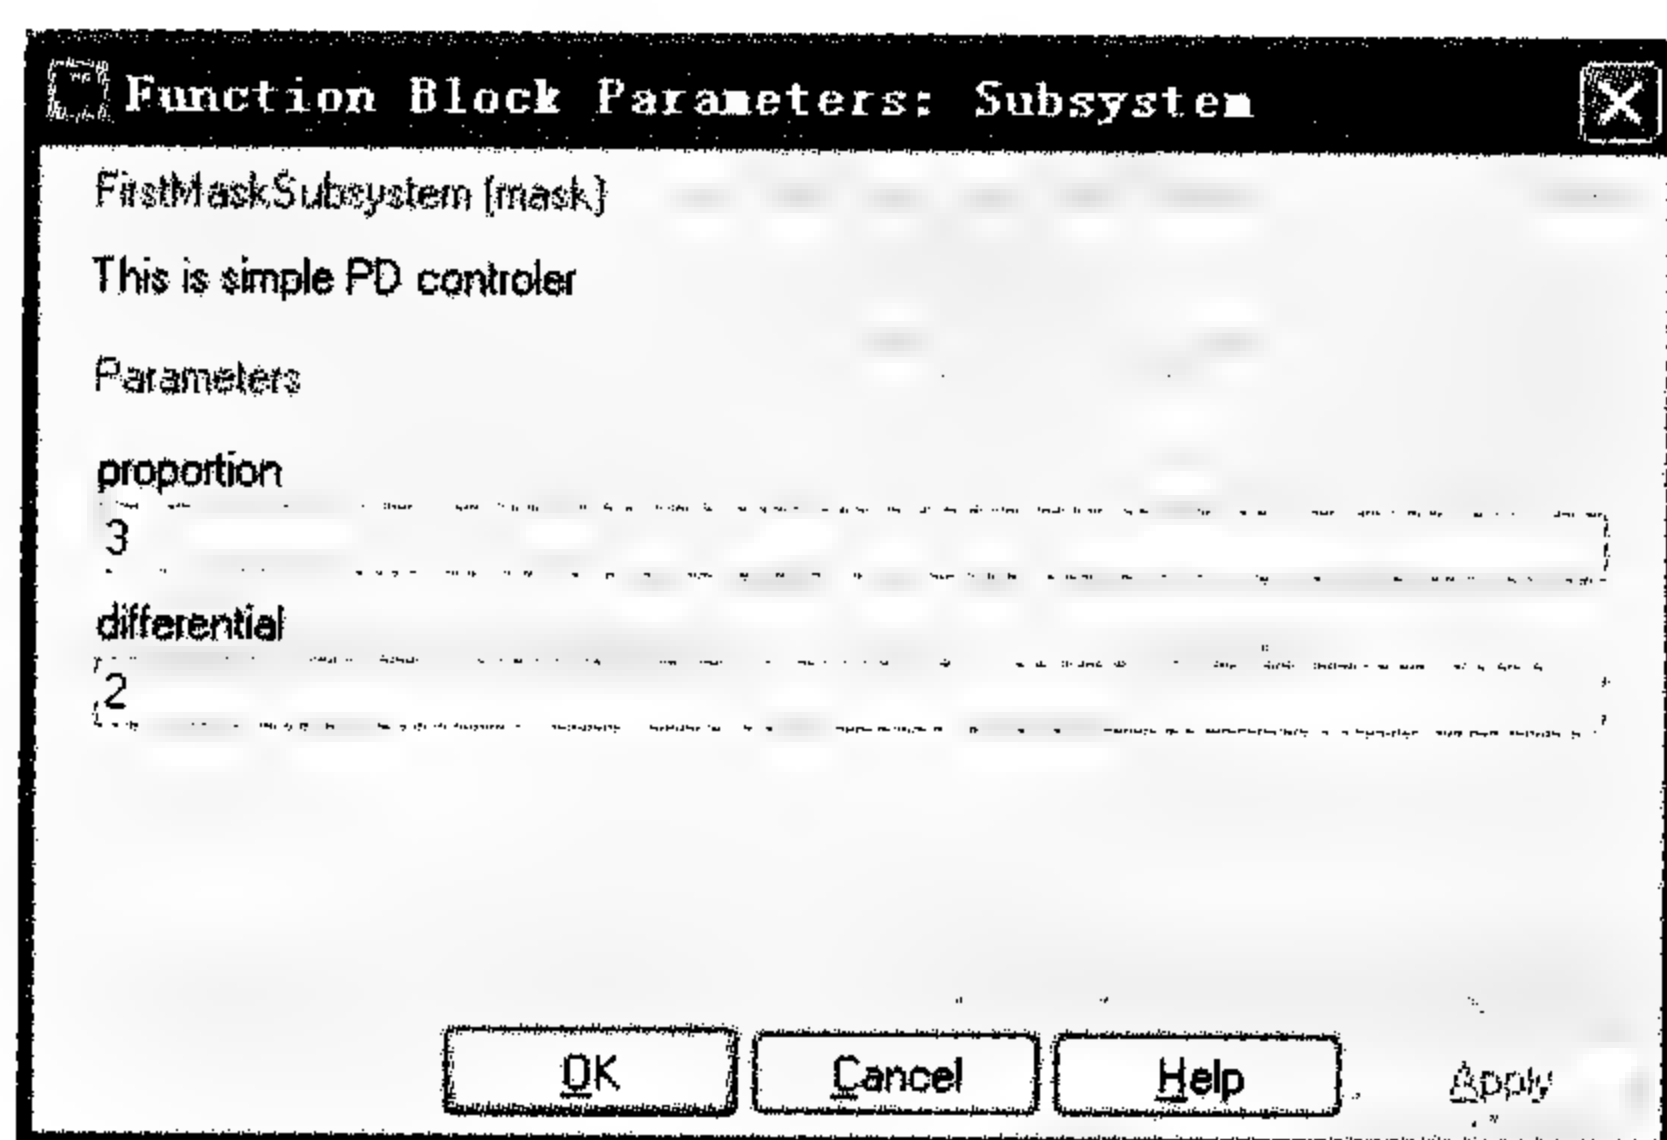 Function Block Parameters: Subsystem
FirstMaskSubsystem (mask)
This is simple PD controler
Parameters
proportion
3
differential
2
OK Cancel Help Apply